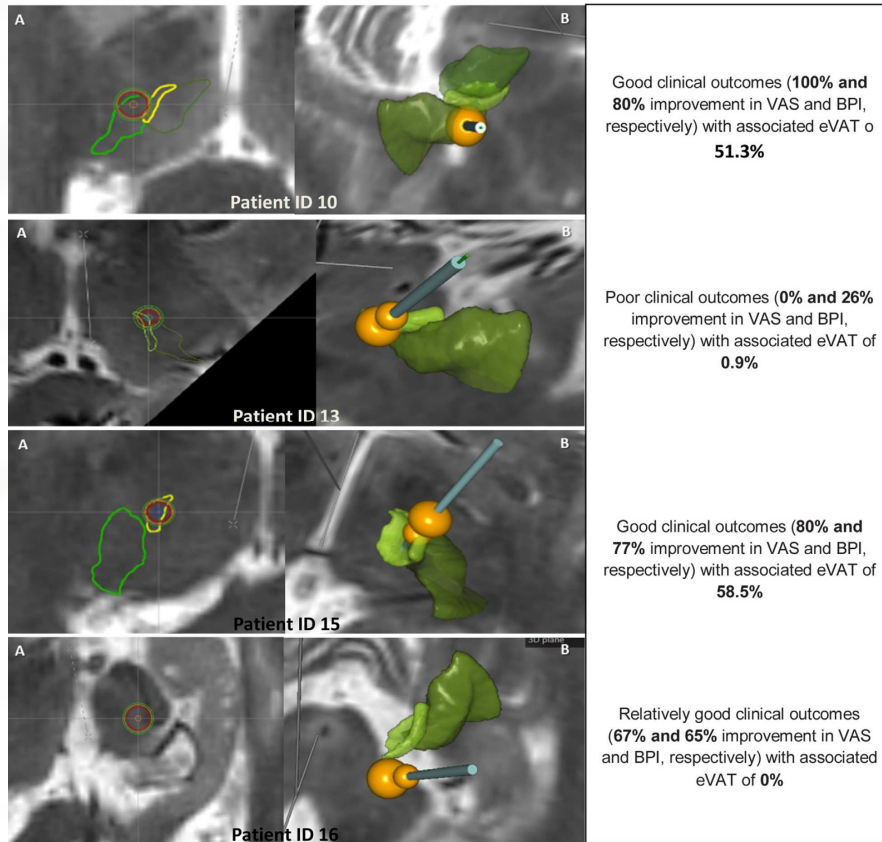 A
B
Patient ID 10
Good clinical outcomes (100% and
80% improvement in VAS and BPI,
respectively) with associated eVAT o
51.3%
A
B
Patient ID 13
Poor clinical outcomes (0% and 26%
improvement in VAS and BPI,
respectively) with associated eVAT of
0.9%
A
B
Patient ID 15
Good clinical outcomes (80% and
77% improvement in VAS and BPI,
respectively) with associated eVAT of
58.5%
A
B
3D plane
Patient ID 16
Relatively good clinical outcomes
(67% and 65% improvement in VAS
and BPI, respectively) with associated
eVAT of 0%